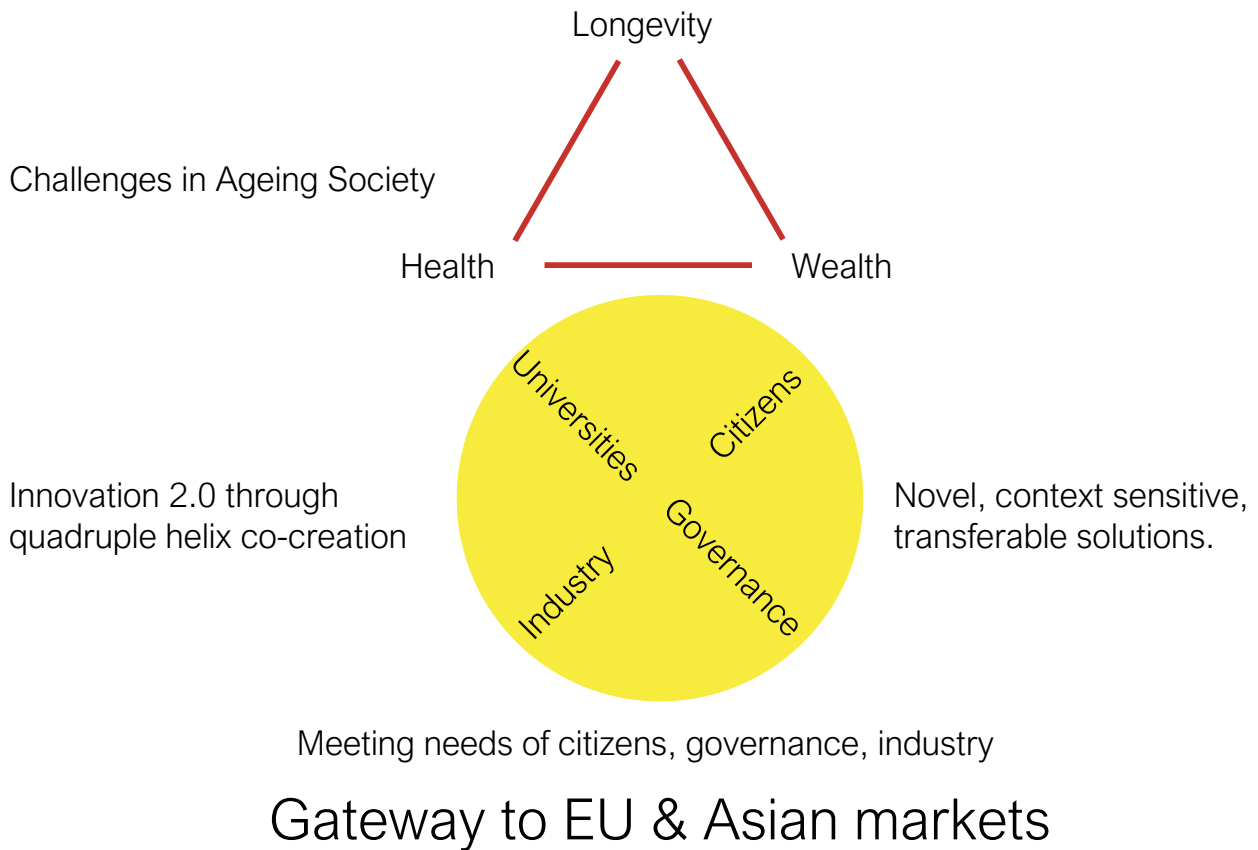 Longevity
Challenges in Ageing Society
Health
Wealth
Universities
Citizens
Innovation 2.0 through
quadruple helix co-creation
Novel, context sensitive,
transferable solutions.
Industry
Governance
Meeting needs of citizens, governance, industry
Gateway to EU & Asian markets